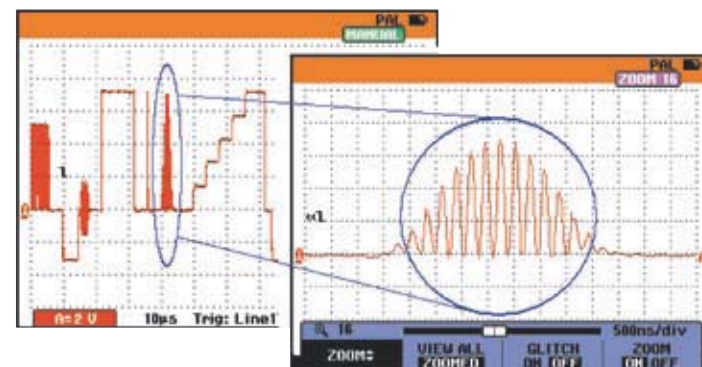 PAL
MANUAL
A
A=2 V 10µs Trig: Line1
PAL
ZOOM 16
A
16 500ns/div
ZOOM
VIEW ALL
ZOOMED
GLITCH
ON OFF
ZOOM
ON OFF